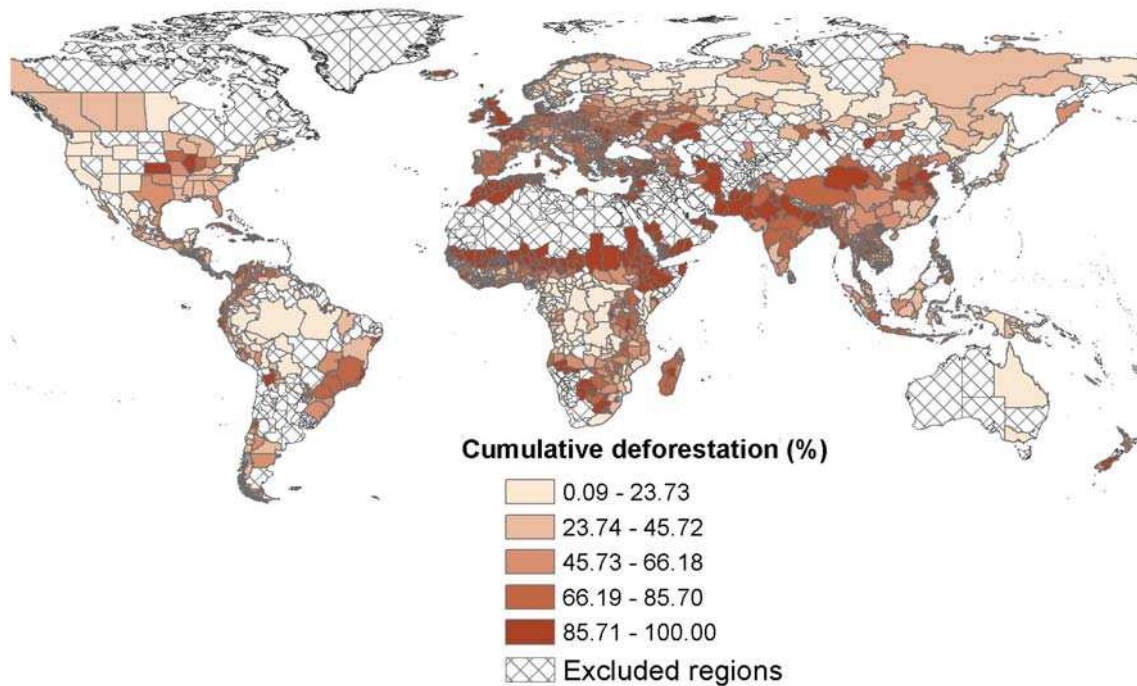 Cumulative deforestation (%)
0.09 - 23.73
23.74 - 45.72
45.73 - 66.18
66.19 - 85.70
85.71 - 100.00
Excluded regions